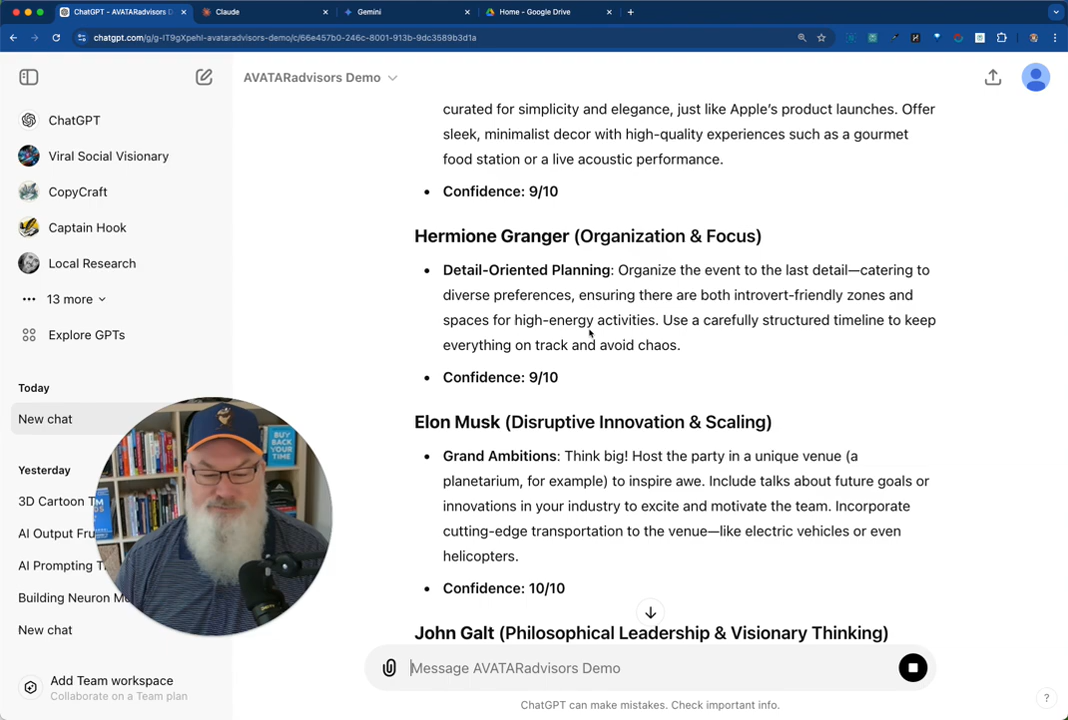 ChatGPT - AVATARadvisors D
Claude
Gemini
Home - Google Drive
chatgpt.com/g/g-IT9gXpehl-avataradvisors-demo/c/66e457b0-246c-8001-913b-9dc3589b3d1a
AVATARadvisors Demo
ChatGPT
Viral Social Visionary
CopyCraft
Captain Hook
Local Research
13 more
Explore GPTs
Today
New chat
Yesterday
3D Cartoon T
AI Output Fru
AI Prompting T
Building Neuron M
New chat
Add Team workspace
Collaborate on a Team plan
curated for simplicity and elegance, just like Apple's product launches. Offer
sleek, minimalist decor with high-quality experiences such as a gourmet
food station or a live acoustic performance.
• Confidence: 9/10
Hermione Granger (Organization & Focus)
• Detail-Oriented Planning: Organize the event to the last detail—catering to
diverse preferences, ensuring there are both introvert-friendly zones and
spaces for high-energy activities. Use a carefully structured timeline to keep
everything on track and avoid chaos.
• Confidence: 9/10
Elon Musk (Disruptive Innovation & Scaling)
• Grand Ambitions: Think big! Host the party in a unique venue (a
planetarium, for example) to inspire awe. Include talks about future goals or
innovations in your industry to excite and motivate the team. Incorporate
cutting-edge transportation to the venue—like electric vehicles or even
helicopters.
• Confidence: 10/10
John Galt (Philosophical Leadership & Visionary Thinking)
Message AVATARadvisors Demo
ChatGPT can make mistakes. Check important info.
?
BUY
BACK
YOUR
TIME